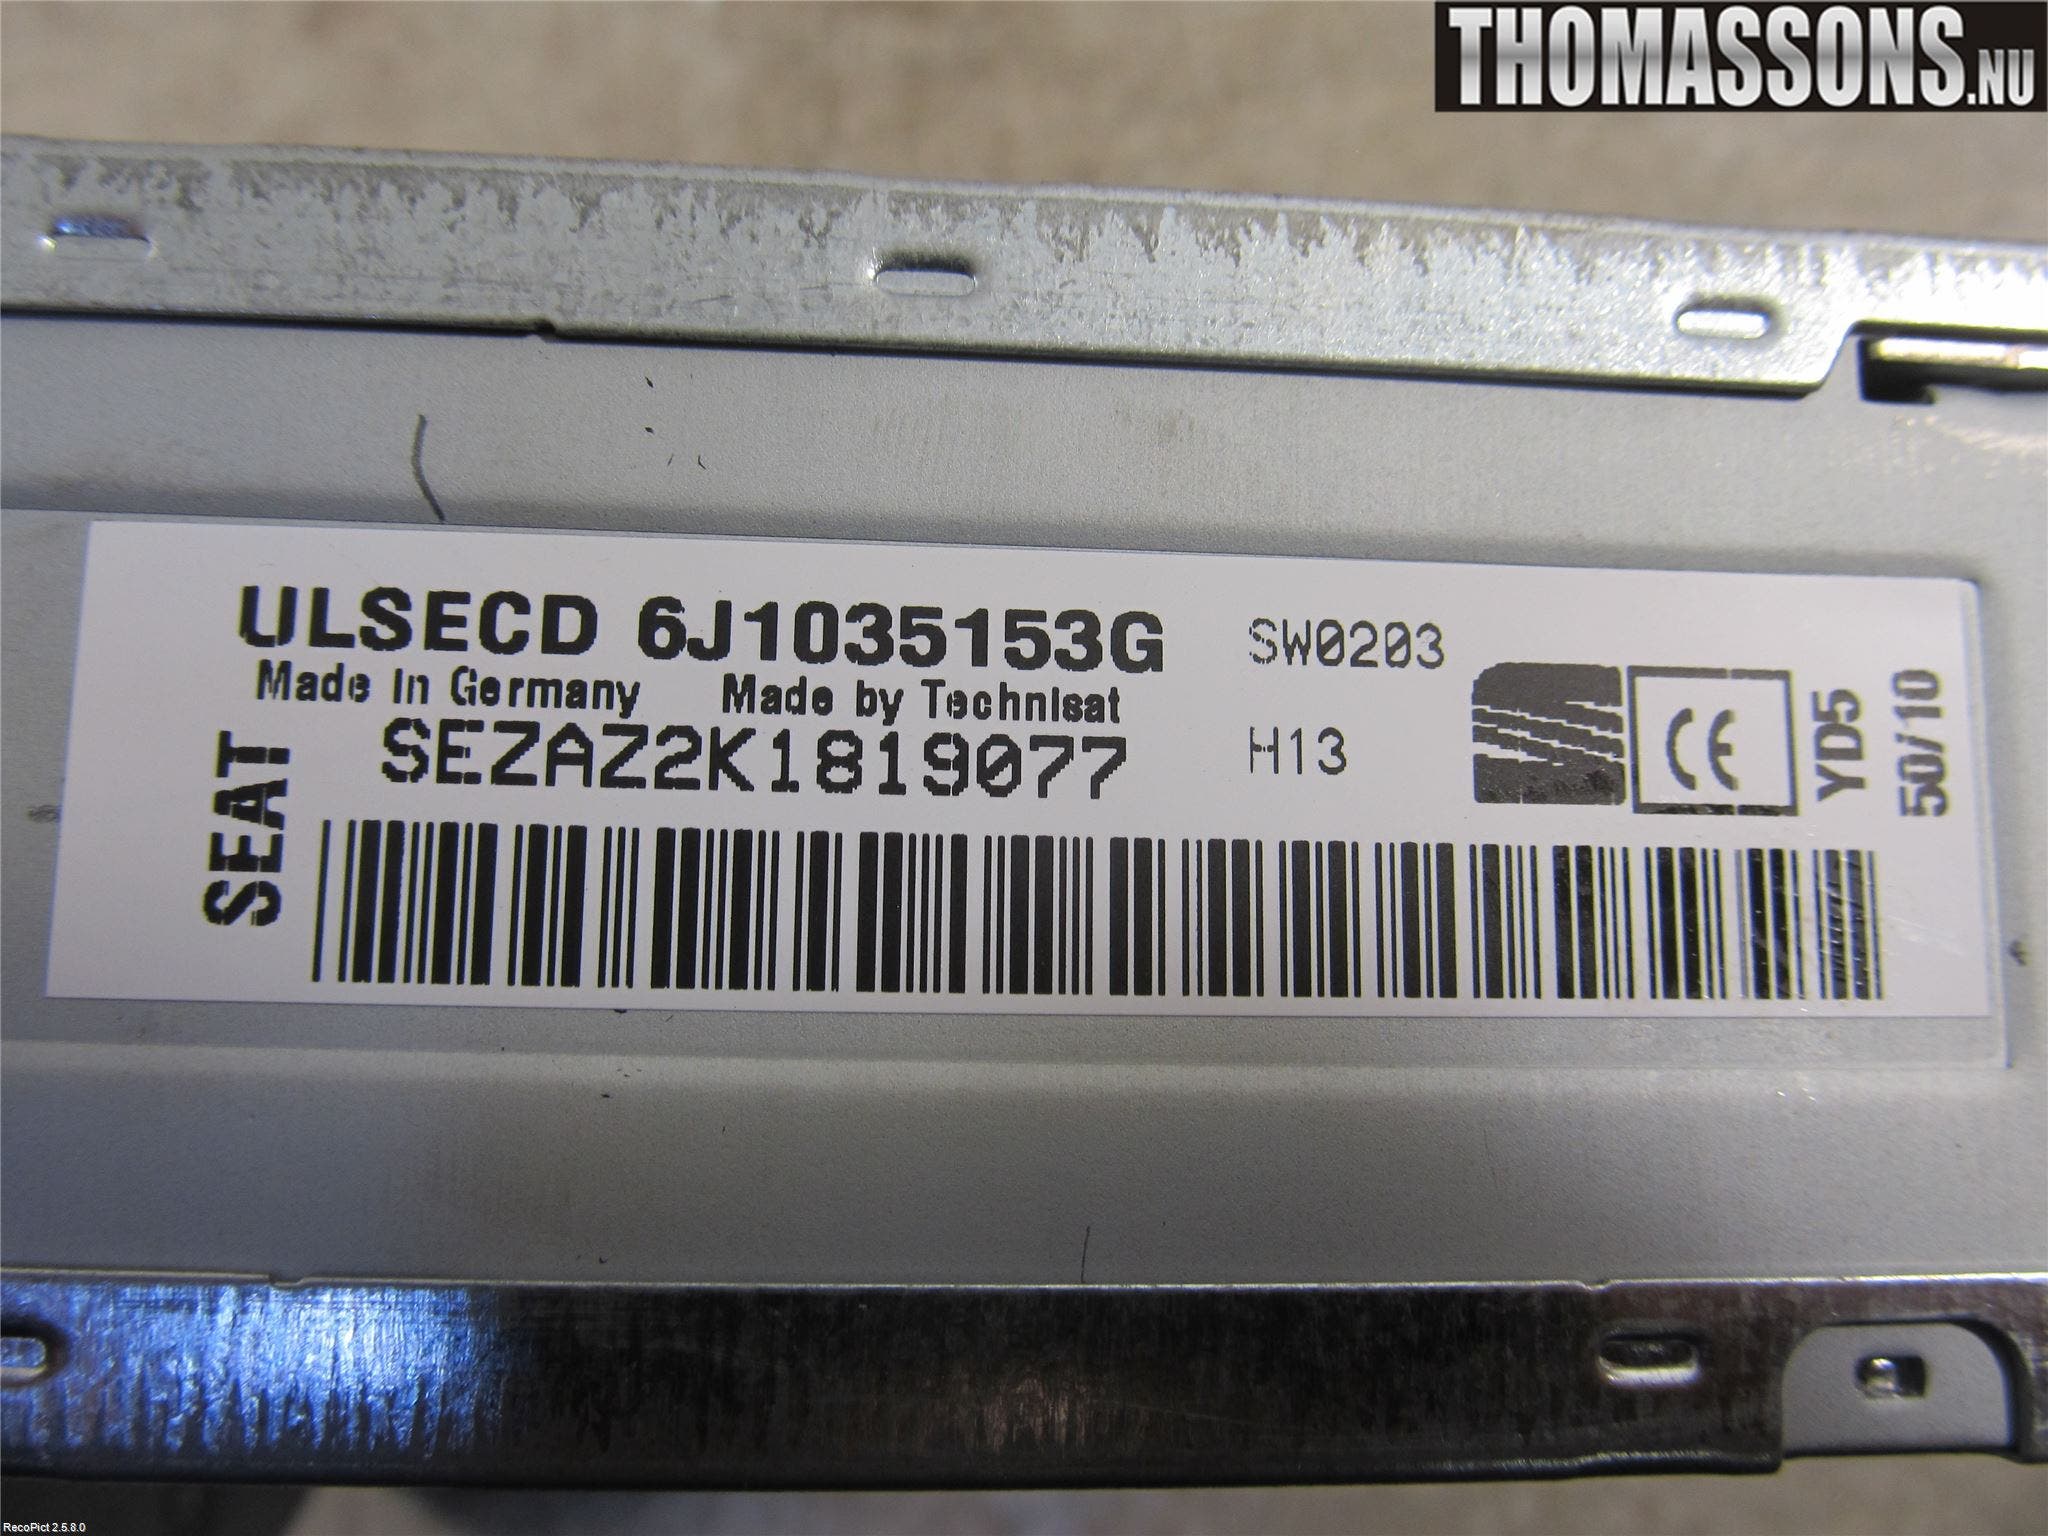 THOMASSONS.NU
ULSECD 6J1035153G SW0203
Made in Germany Made by Technisat
SEZAZ2K1819077 H13
SEAT
CE
YD5
50/10
RecoPict 2.5.8.0